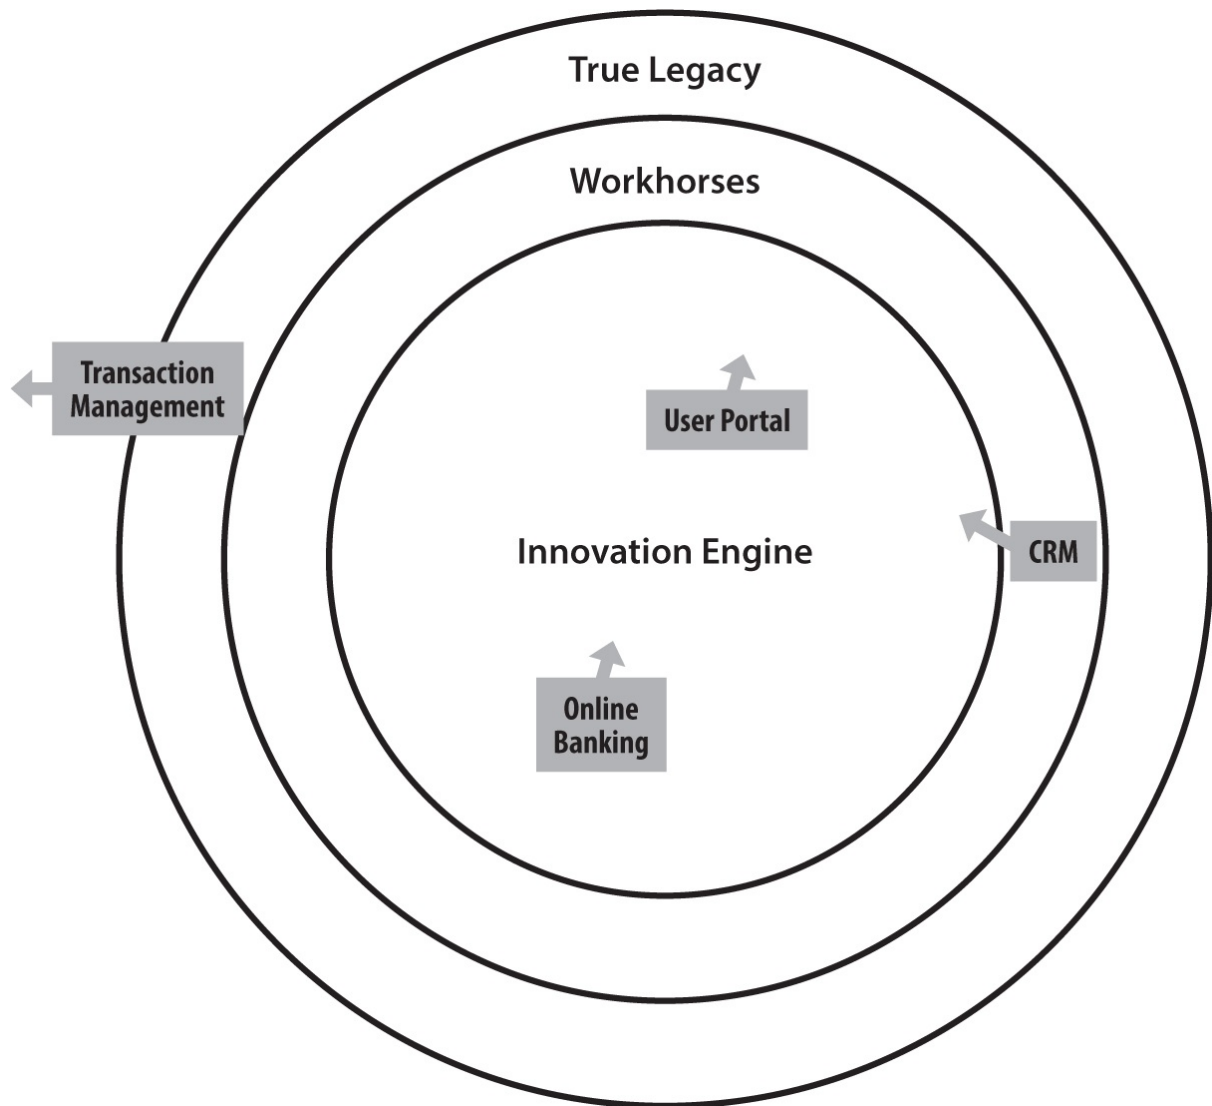 True Legacy
Workhorses
Transaction
Management
User Portal
Innovation Engine
CRM
Online
Banking